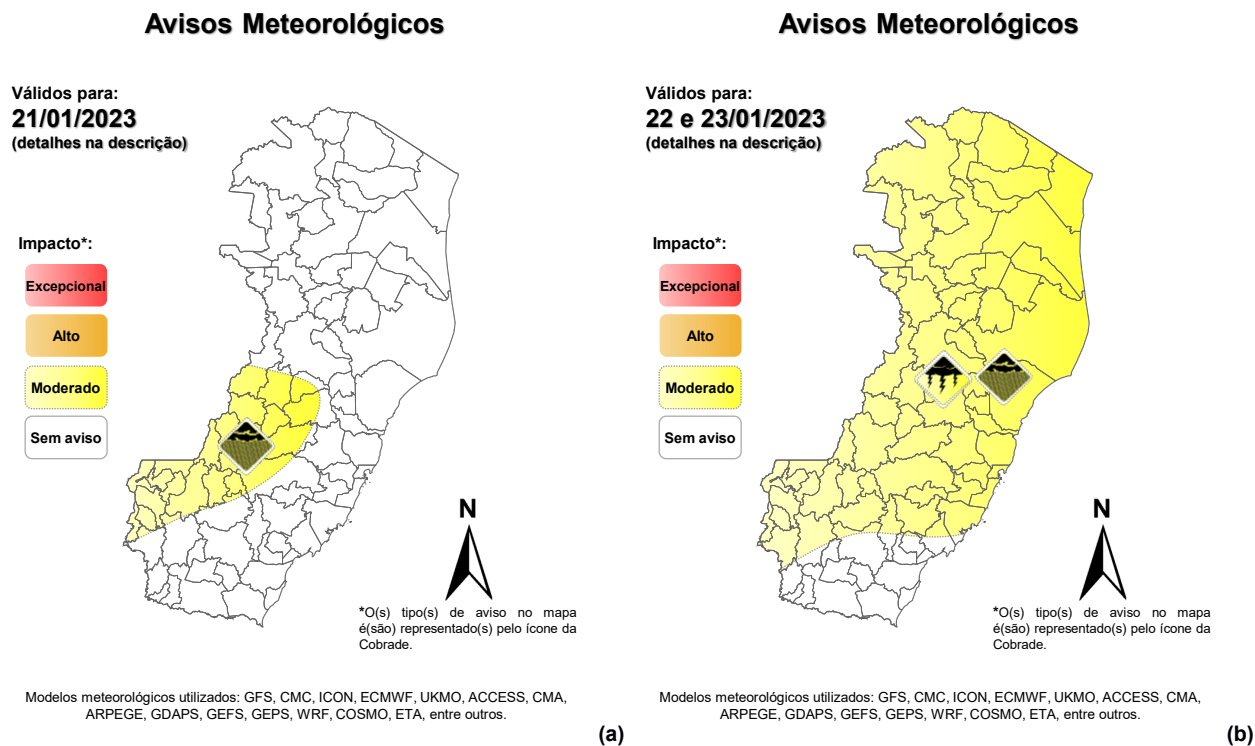 Avisos Meteorológicos
Válidos para:
21/01/2023
(detalhes na descrição)
Impacto*:
Excepcional
Alto
Moderado
Sem aviso
N
*O(s) tipo(s) de aviso no mapa
é(são) representado(s) pelo ícone da
Cobrade.
Modelos meteorológicos utilizados: GFS, CMC, ICON, ECMWF, UKMO, ACCESS, CMA,
ARPEGE, GDAPS, GEFS, GEPS, WRF, COSMO, ETA, entre outros.
(a)
Avisos Meteorológicos
Válidos para:
22 e 23/01/2023
(detalhes na descrição)
Impacto*:
Excepcional
Alto
Moderado
Sem aviso
N
*O(s) tipo(s) de aviso no mapa
é(são) representado(s) pelo ícone da
Cobrade.
Modelos meteorológicos utilizados: GFS, CMC, ICON, ECMWF, UKMO, ACCESS, CMA,
ARPEGE, GDAPS, GEFS, GEPS, WRF, COSMO, ETA, entre outros.
(b)